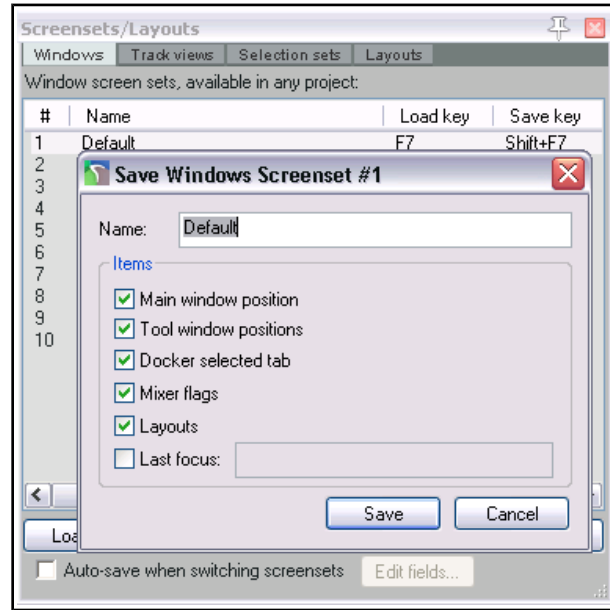 Screensets/Layouts
Windows Track views Selection sets Layouts
Window screen sets, available in any project:
# Name Load key Save key
1 Default F7 Shift+F7
2
3
4
5
6
7
8
9
10
Save Windows Screenset #1
Name: Default
Items
Main window position
Tool window positions
Docker selected tab
Mixer flags
Layouts
Last focus:
Save Cancel
Auto-save when switching screensets Edit fields...